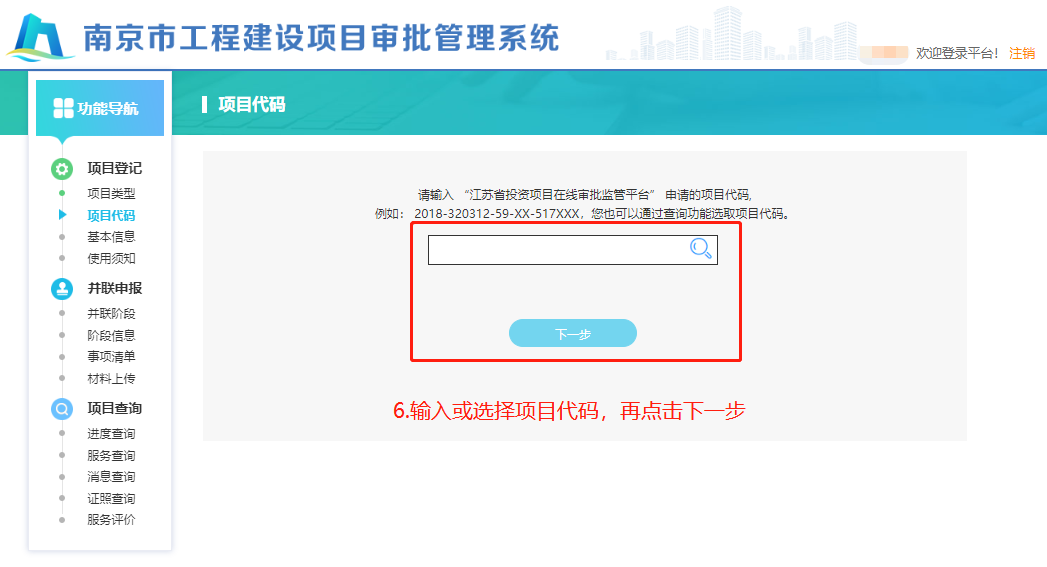 南京市工程建设项目审批管理系统
欢迎登录平台! 注销
功能导航
项目登记
项目类型
项目代码
基本信息
使用须知
并联申报
并联阶段
阶段信息
事项清单
材料上传
项目查询
进度查询
服务查询
消息查询
证照查询
服务评价
项目代码
请输入 “江苏省投资项目在线审批监管平台” 申请的项目代码,
例如: 2018-320312-59-XX-517XXX，您也可以通过查询功能选取项目代码。
下一步
6.输入或选择项目代码，再点击下一步